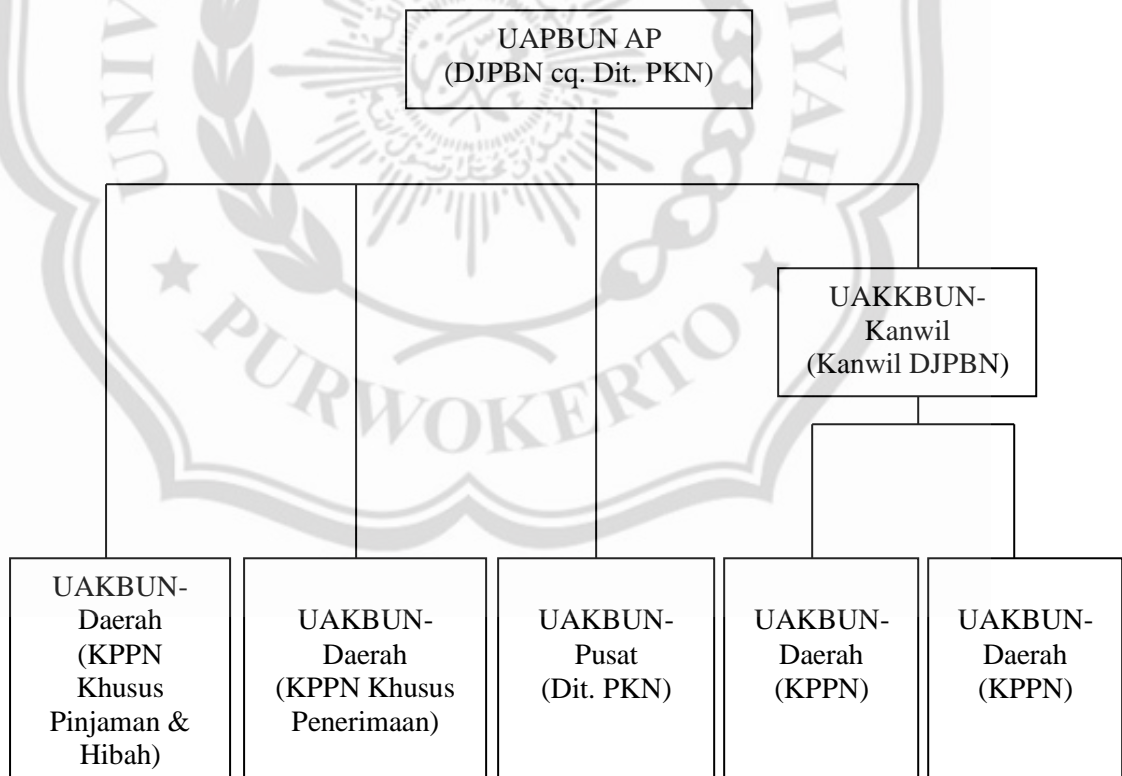 UAPBUN AP
(DJPBN cq. Dit. PKN)
UAKKBUN-
Kanwil
(Kanwil DJPBN)
UAKBUN-
Daerah
(KPPN
Khusus
Pinjaman &
Hibah)
UAKBUN-
Daerah
(KPPN Khusus
Penerimaan)
UAKBUN-
Pusat
(Dit. PKN)
UAKBUN-
Daerah
(KPPN)
UAKBUN-
Daerah
(KPPN)
PURWOKERTO